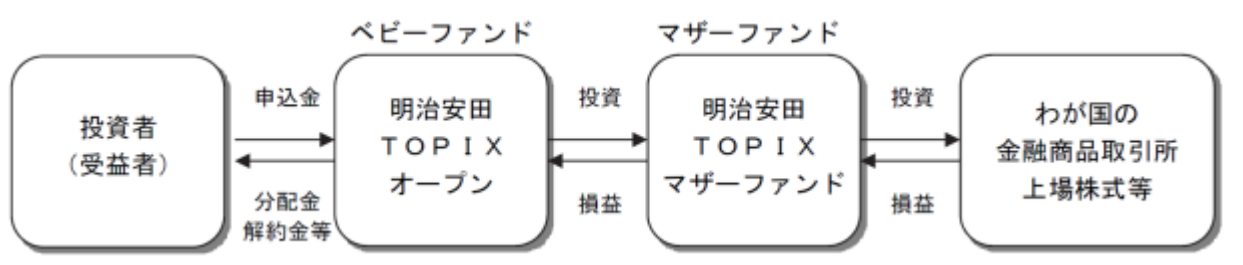 ベビーファンド
マザーファンド
投資者
（受益者）
申込金
分配金
解約金等
明治安田
ＴＯＰＩＸ
オープン
投資
損益
明治安田
ＴＯＰＩＸ
マザーファンド
投資
損益
わが国の
金融商品取引所
上場株式等